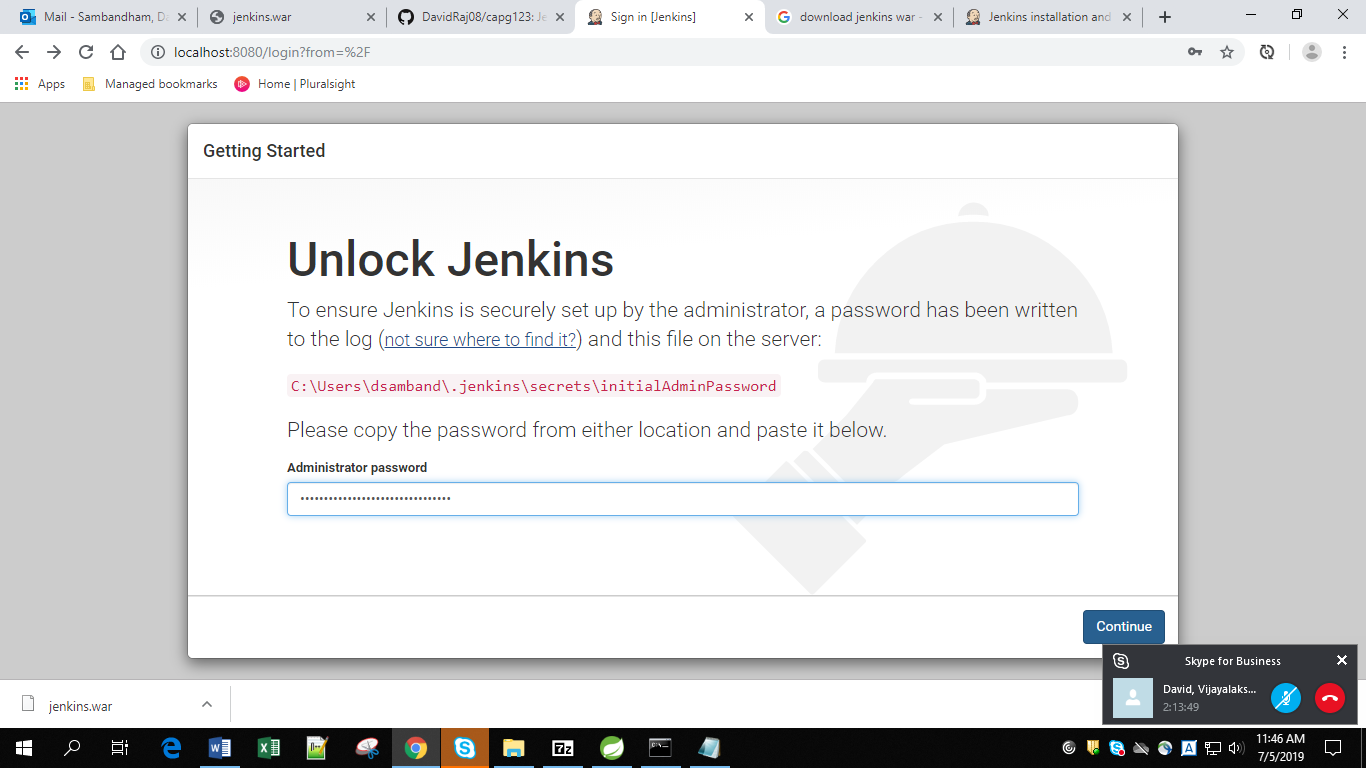 Mail - Sambandham, Da
jenkins.war
DavidRaj08/capg123: Je
Sign in [Jenkins]
download jenkins war -
Jenkins installation and
localhost:8080/login?from=%2F
Apps
Managed bookmarks
Home | Pluralsight
Getting Started
Unlock Jenkins
To ensure Jenkins is securely set up by the administrator, a password has been written
to the log (not sure where to find it?) and this file on the server:
C:\Users\dsamband\.jenkins\secrets\initialAdminPassword
Please copy the password from either location and paste it below.
Administrator password
Continue
Skype for Business
David, Vijayalaks...
2:13:49
jenkins.war
11:46 AM
7/5/2019